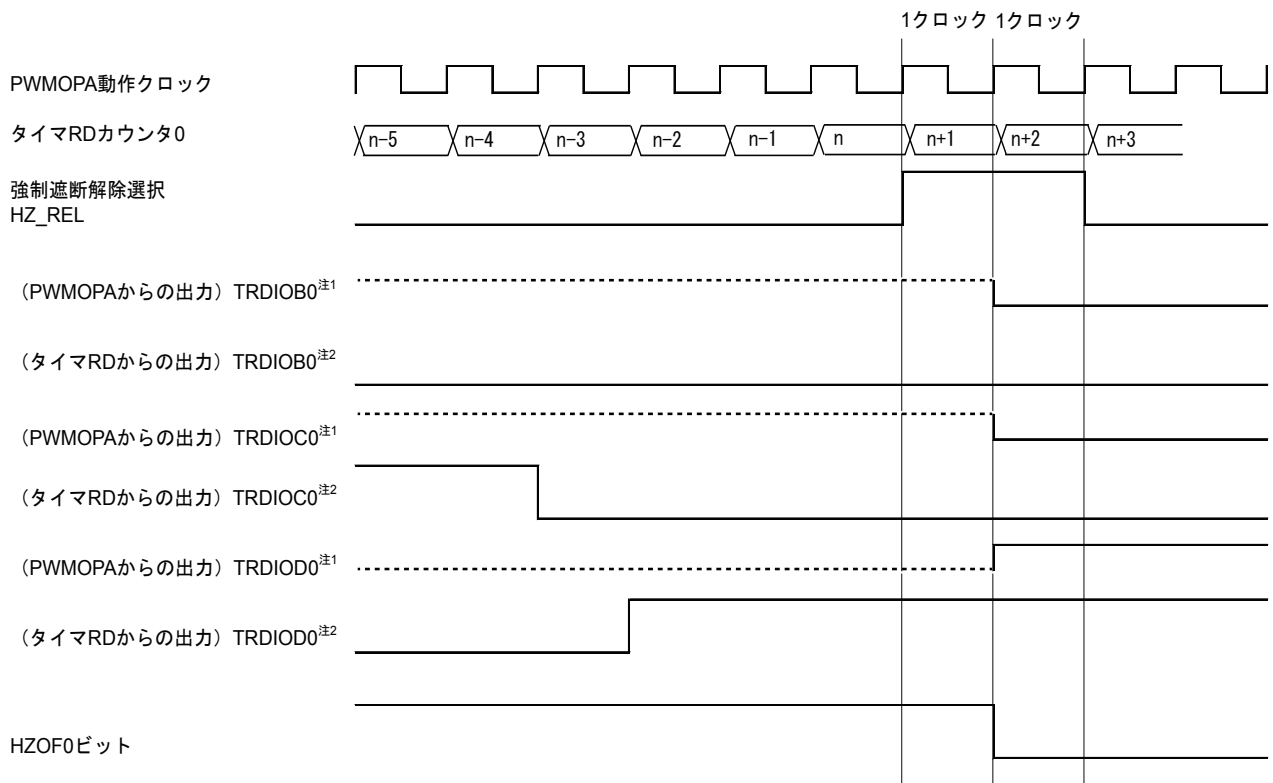 1クロック 1クロック
PWMOPA動作クロック
タイマRDカウンタ0
n-5 n-4 n-3 n-2 n-1 n n+1 n+2 n+3
強制遮断解除選択
HZ_REL
（PWMOPAからの出力）TRDIOB0注1
（タイマRDからの出力）TRDIOB0注2
（PWMOPAからの出力）TRDIOC0注1
（タイマRDからの出力）TRDIOC0注2
（PWMOPAからの出力）TRDIOD0注1
（タイマRDからの出力）TRDIOD0注2
HZOF0ビット